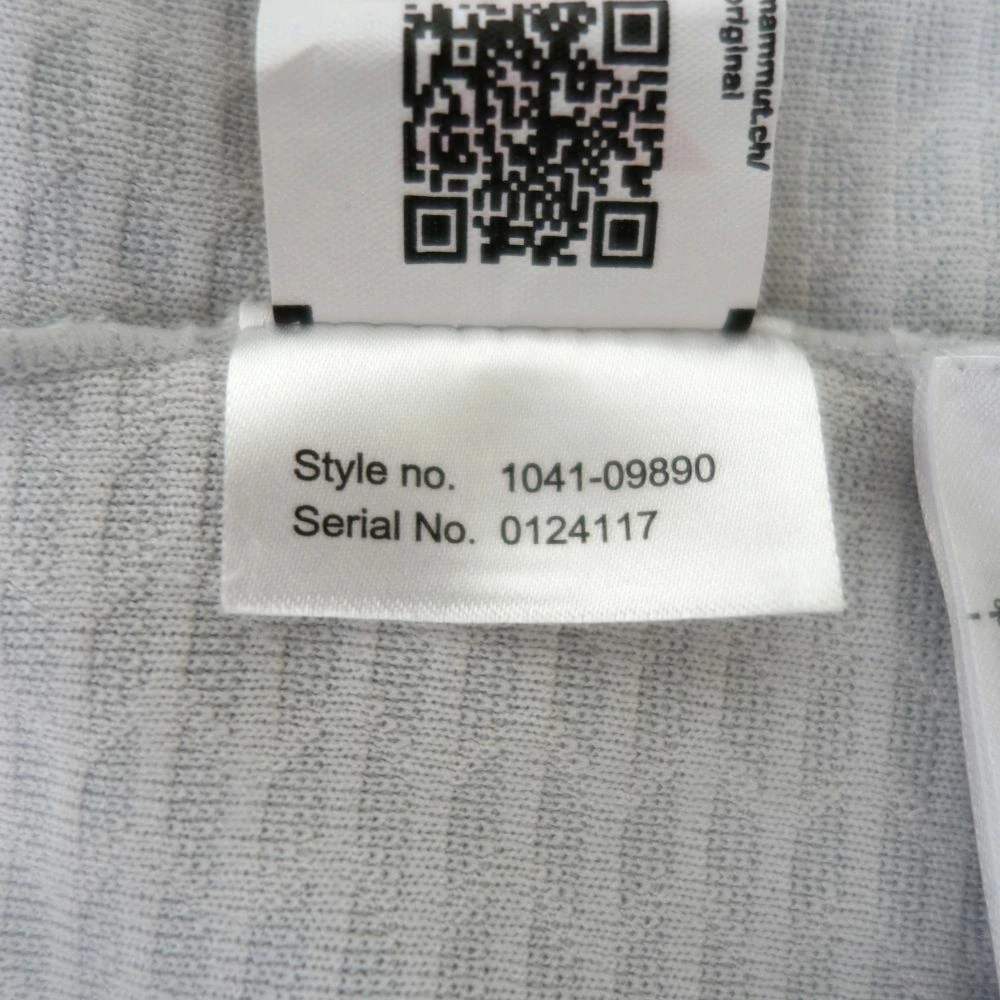 mammut.ch/
original
Style no. 1041-09890
Serial No. 0124117